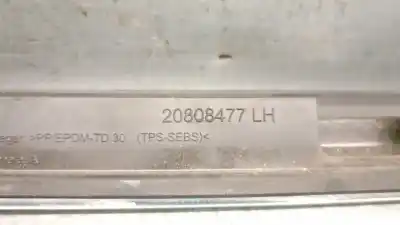 20808477 LH
>PP/EPDM-TD 30 (TPS-SEBS)<